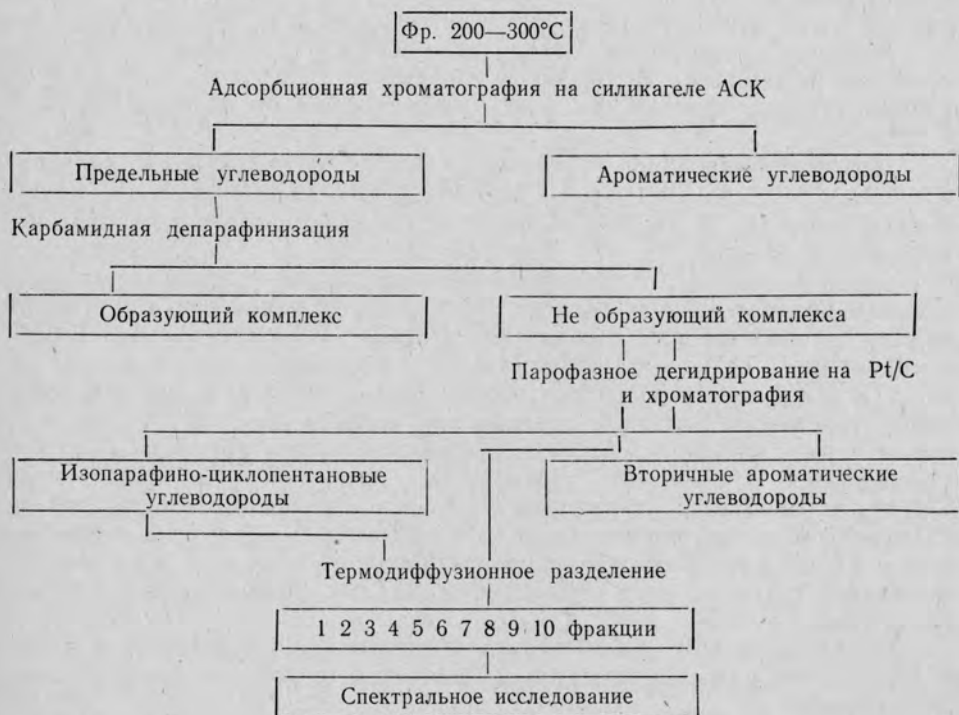 Фр. 200—300°С
Адсорбционная хроматография на силикагеле АСК
Предельные углеводороды
Ароматические углеводороды
Карбамидная депарафинизация
Образующий комплекс
Не образующий комплекса
Парофазное дегидрирование на Pt/C
и хроматография
Изопарафино-циклопентановые
углеводороды
Вторичные ароматические
углеводороды
Термодиффузионное разделение
1 2 3 4 5 6 7 8 9 10 фракции
Спектральное исследование